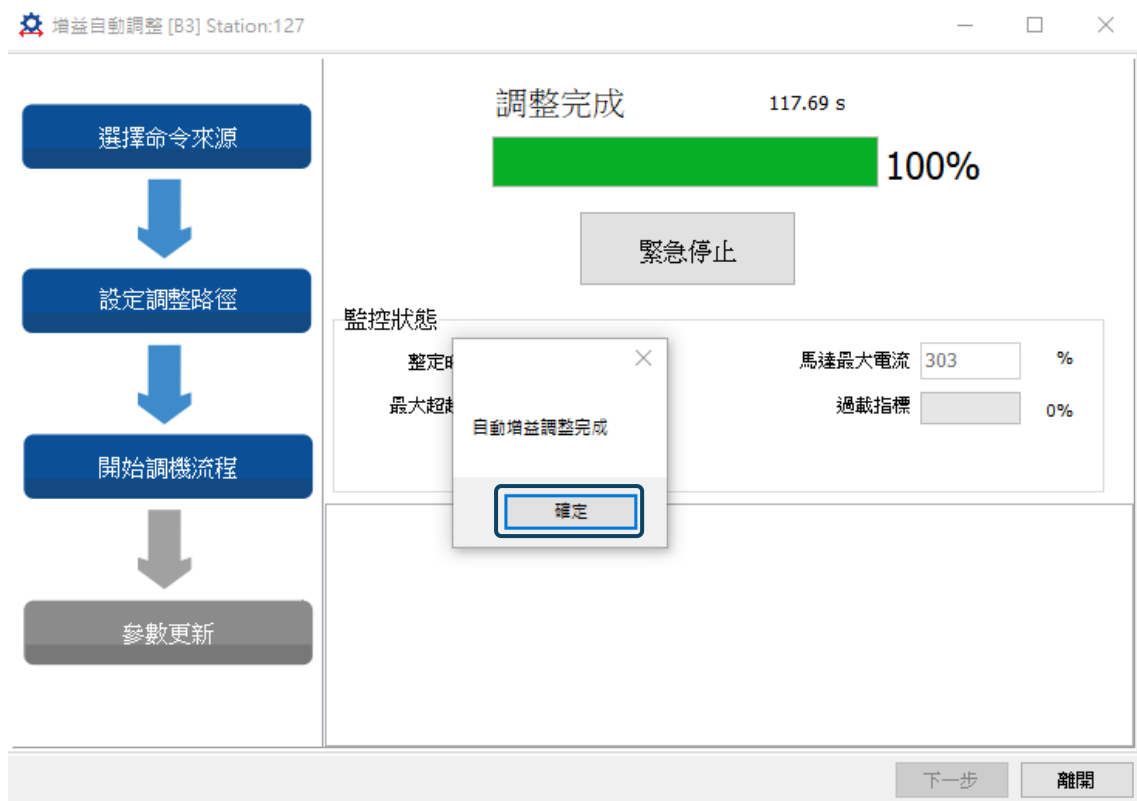 增益自動調整 [B3] Station:127
選擇命令來源
設定調整路徑
開始調機流程
參數更新
調整完成 117.69 s
100%
緊急停止
監控狀態
整定
馬達最大電流 303 %
最大超
過載指標 0%
自動增益調整完成
確定
下一步 離開